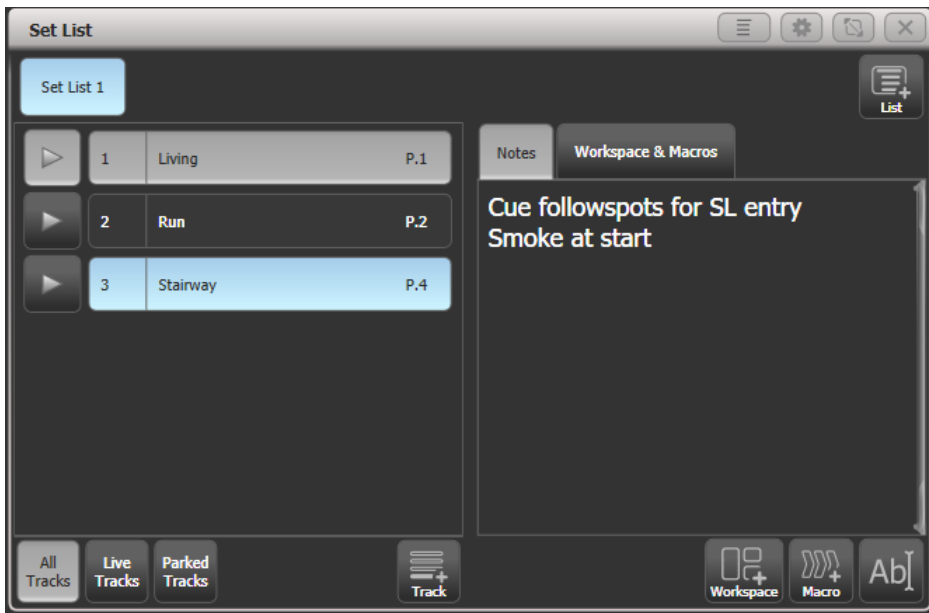 Set List
Set List 1
List
1 Living P.1
2 Run P.2
3 Stairway P.4
Notes
Workspace & Macros
Cue followspots for SL entry
Smoke at start
All
Tracks
Live
Tracks
Parked
Tracks
Track
Workspace
Macro
Ab